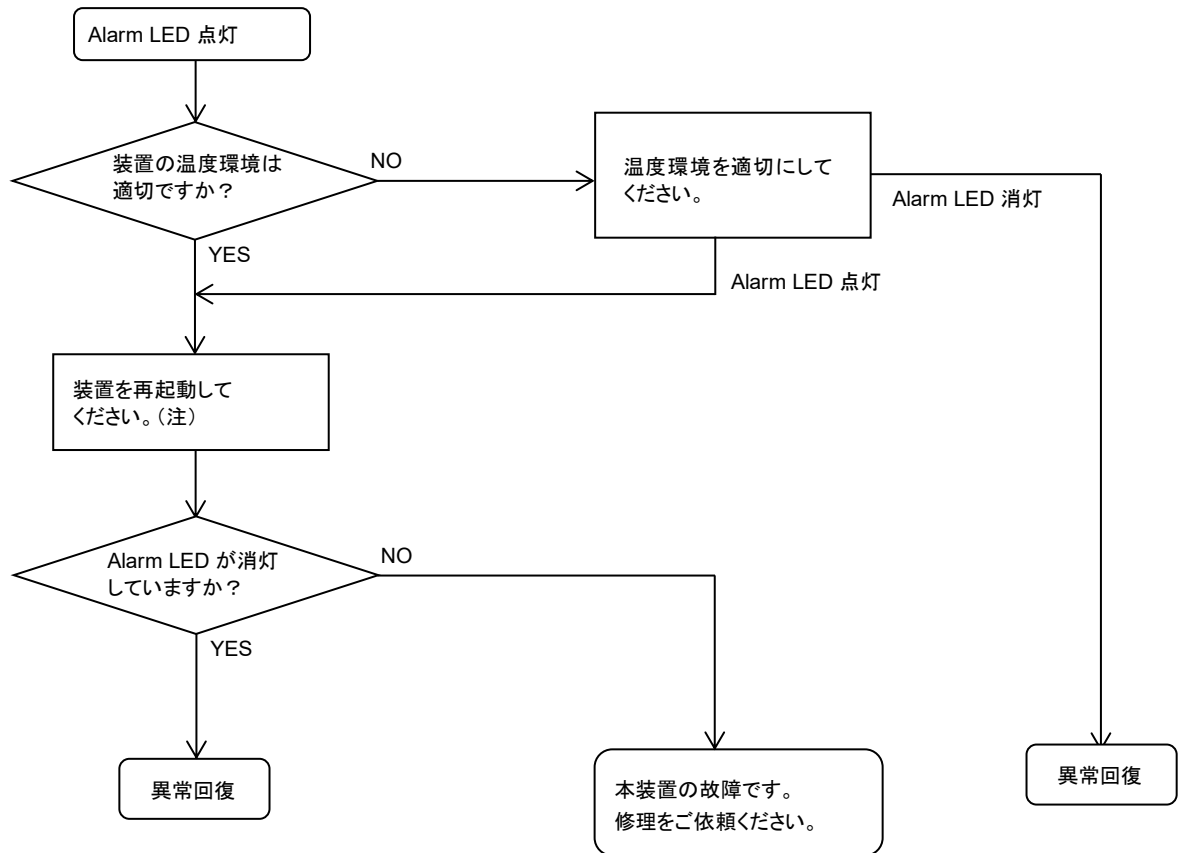 Alarm LED 点灯
装置の温度環境は
適切ですか？
NO
温度環境を適切にして
ください。
Alarm LED 消灯
YES
Alarm LED 点灯
装置を再起動して
ください。（注）
Alarm LED が消灯
していますか？
NO
YES
異常回復
本装置の故障です。
修理をご依頼ください。
異常回復